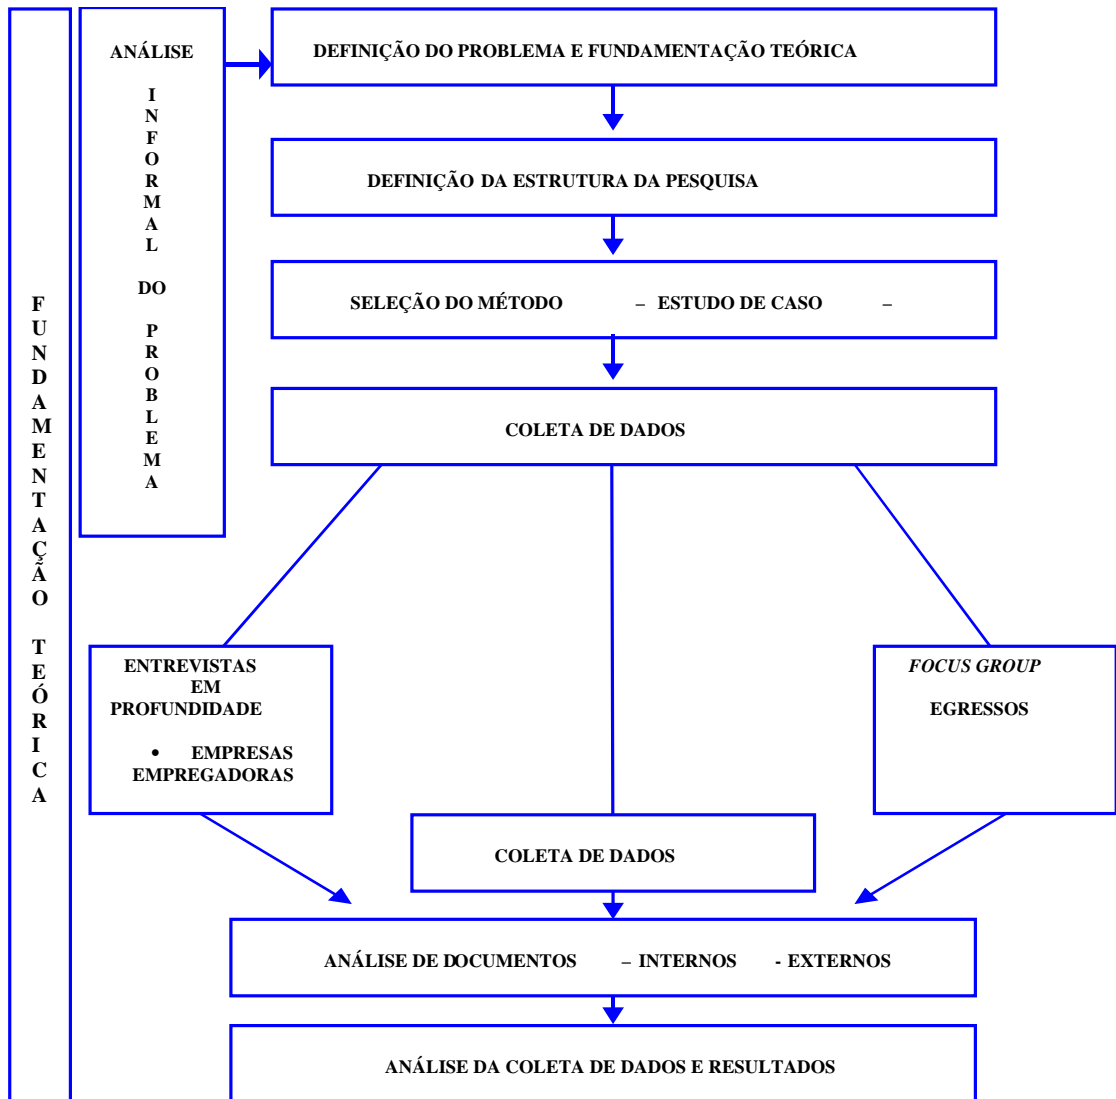 FUNDAMENTAÇÃO TEÓRICA
ANÁLISE
INFORMAL
DO
PROBLEMA
DEFINIÇÃO DO PROBLEMA E FUNDAMENTAÇÃO TEÓRICA
DEFINIÇÃO DA ESTRUTURA DA PESQUISA
SELEÇÃO DO MÉTODO – ESTUDO DE CASO –
COLETA DE DADOS
ENTREVISTAS
EM
PROFUNDIDADE
• EMPRESAS
EMPREGADORAS
FOCUS GROUP
EGRESSOS
COLETA DE DADOS
ANÁLISE DE DOCUMENTOS – INTERNOS - EXTERNOS
ANÁLISE DA COLETA DE DADOS E RESULTADOS